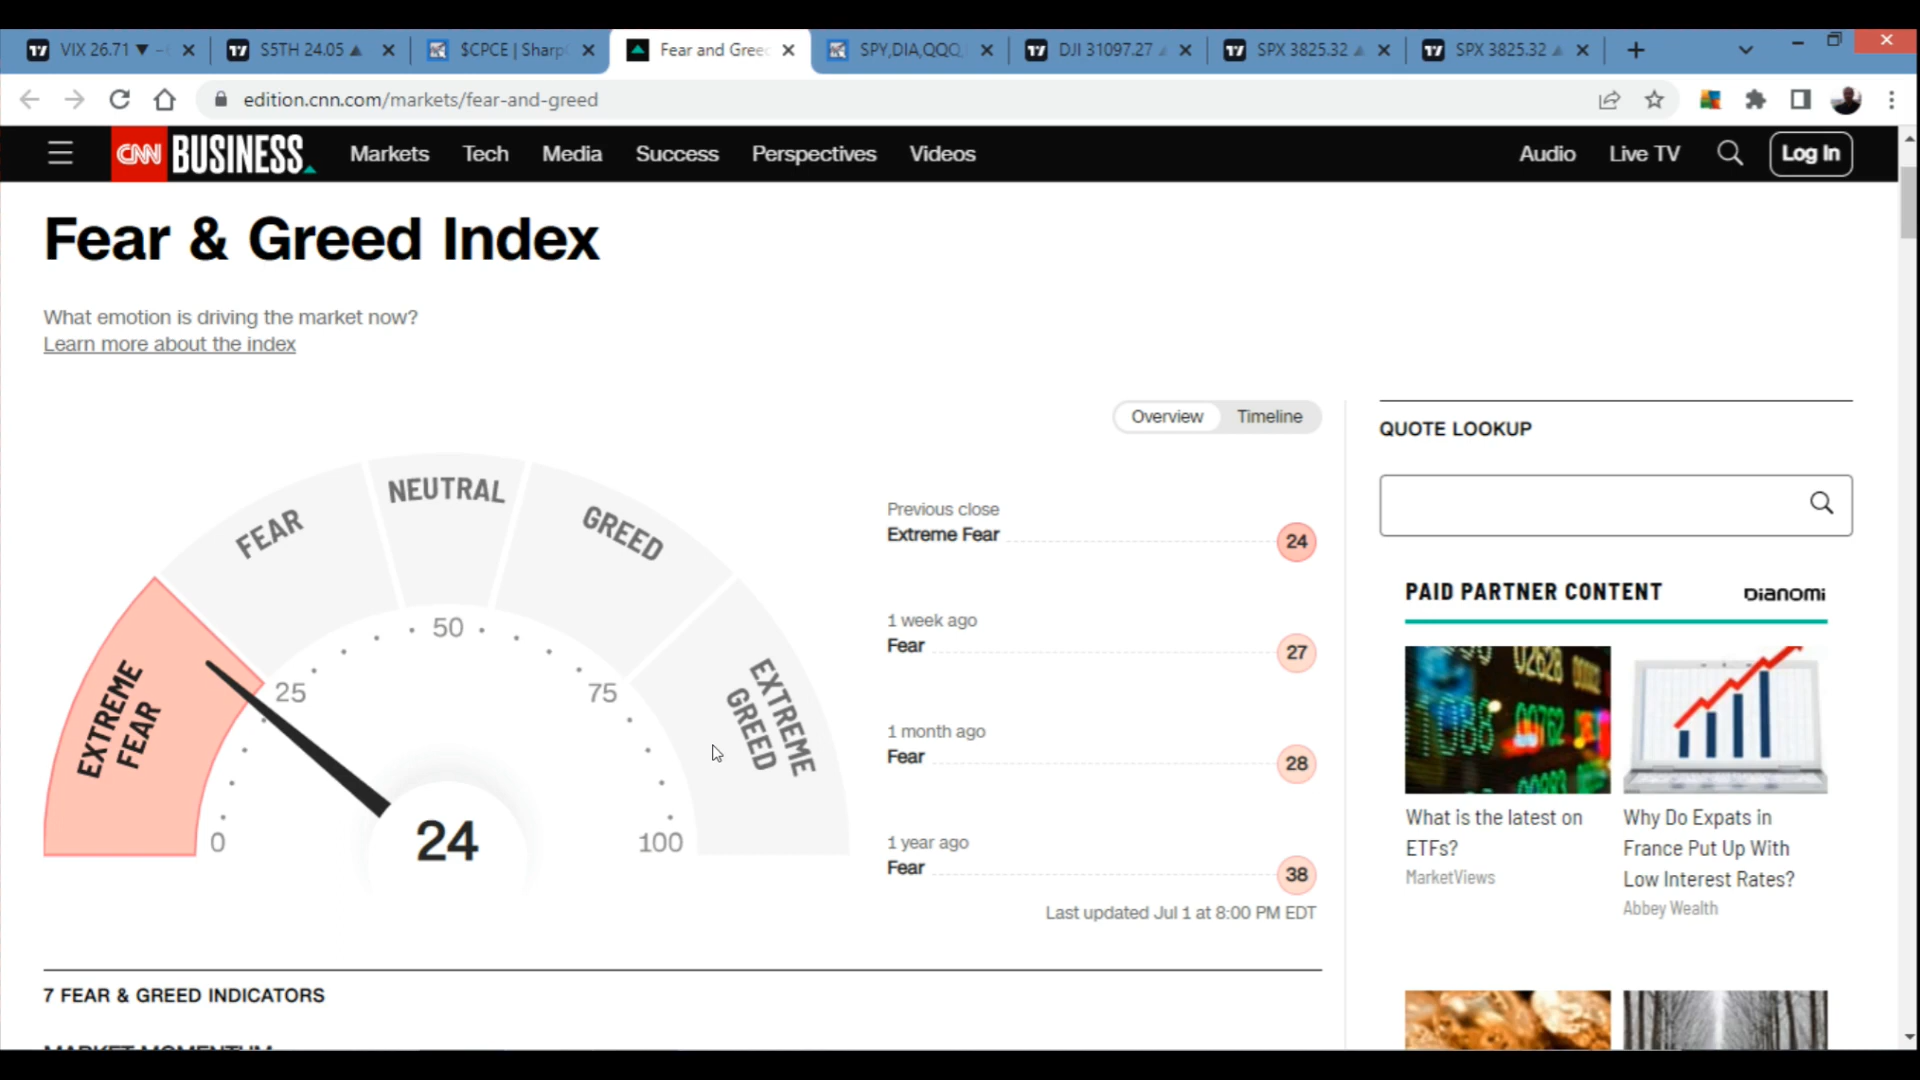 VIX 26.71 ▼ -
S5TH 24.05 ▲
$CPCE | Sharp
Fear and Gree
SPY,DIA,QQQ,
DJI 31097.27
SPX 3825.32 ▲
SPX 3825.32 ▲
edition.cnn.com/markets/fear-and-greed
CNN BUSINESS
Markets
Tech
Media
Success
Perspectives
Videos
Audio
Live TV
Log In
Fear & Greed Index
What emotion is driving the market now?
Learn more about the index
Overview
Timeline
EXTREME
FEAR
FEAR
NEUTRAL
GREED
EXTREME
GREED
0
25
50
75
100
24
Previous close
Extreme Fear
24
1 week ago
Fear
27
1 month ago
Fear
28
1 year ago
Fear
38
Last updated Jul 1 at 8:00 PM EDT
7 FEAR & GREED INDICATORS
MARKET MOMENTUM
QUOTE LOOKUP
PAID PARTNER CONTENT
DIANOMI
What is the latest on
ETFs?
MarketViews
Why Do Expats in
France Put Up With
Low Interest Rates?
Abbey Wealth